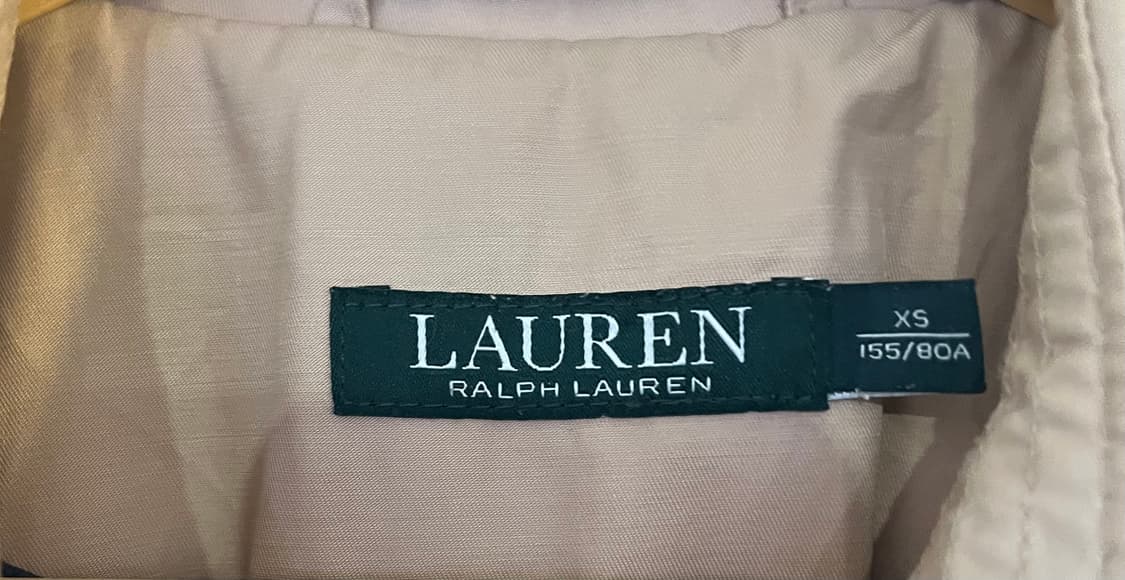 LAUREN
RALPH LAUREN
XS
155/80A